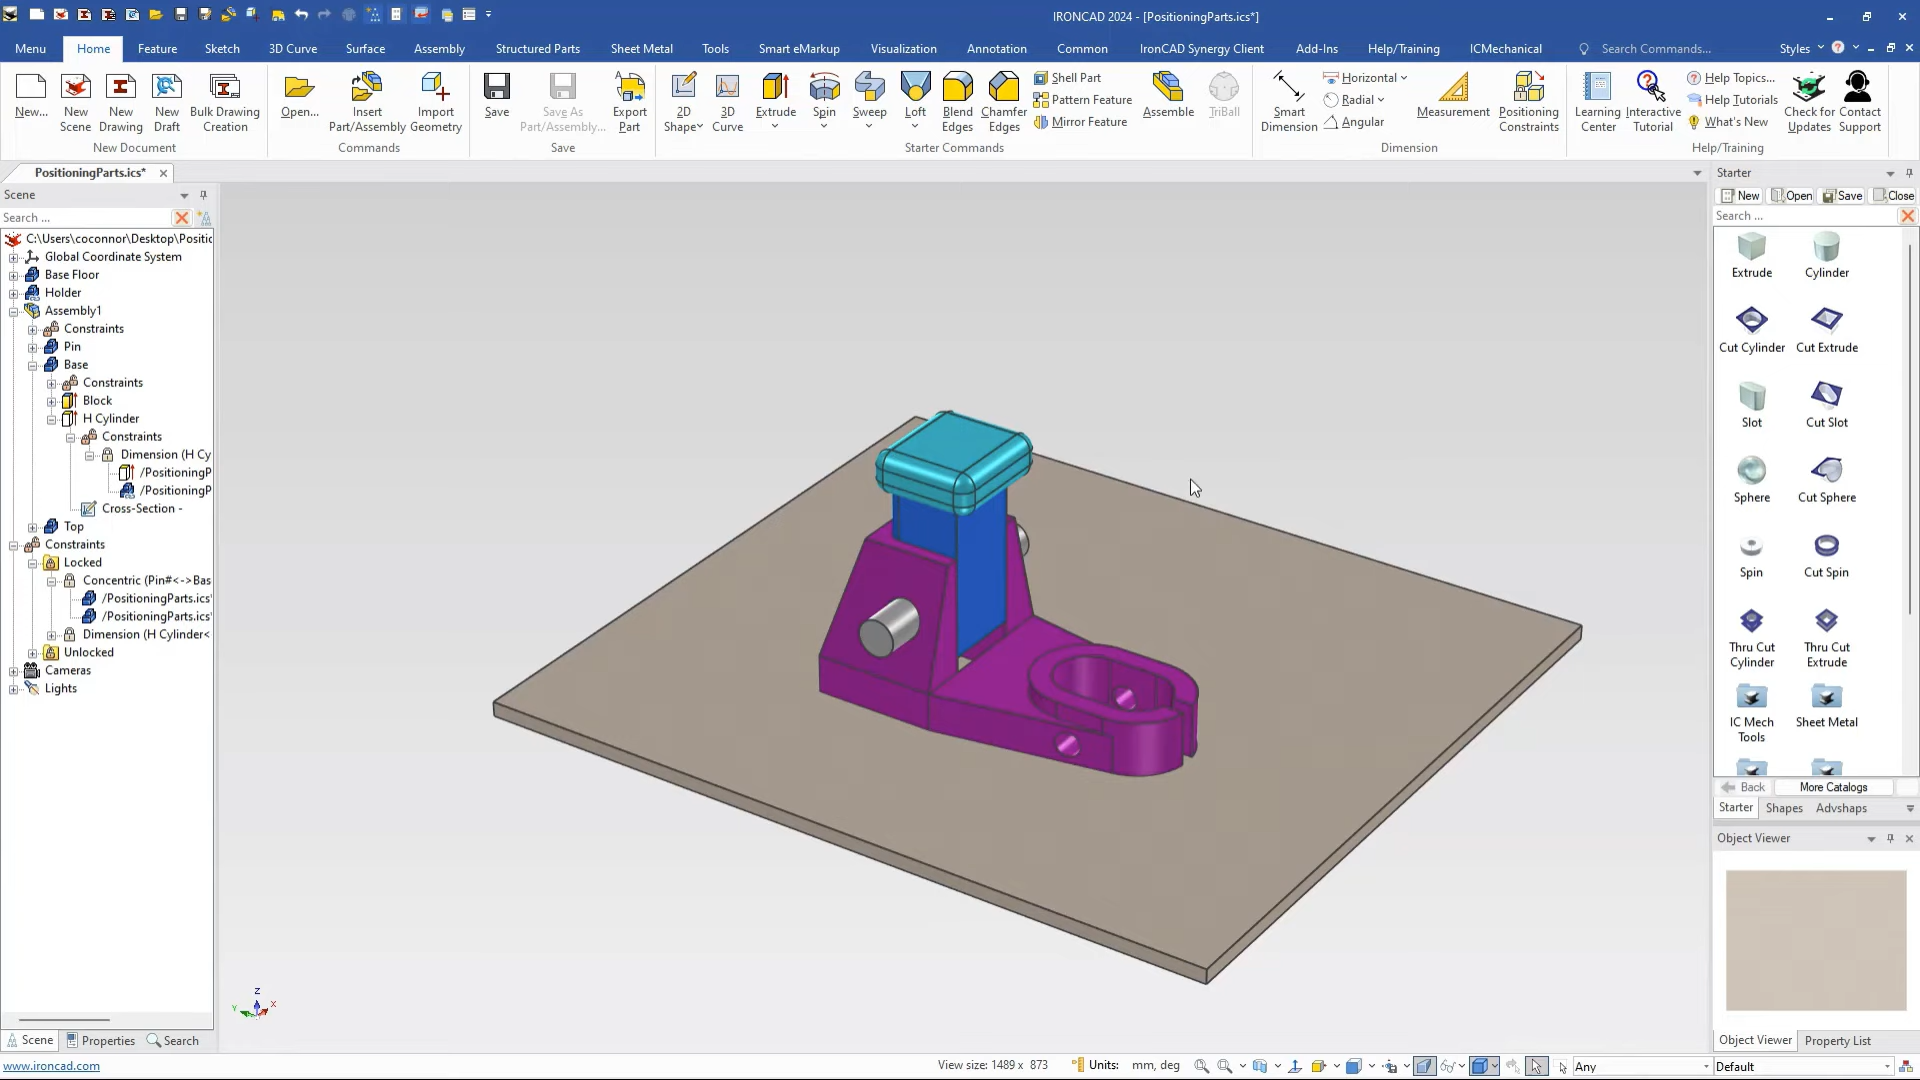 IRONCAD 2024 - [PositioningParts.ics*]
Menu Home Feature Sketch 3D Curve Surface Assembly Structured Parts Sheet Metal Tools Smart eMarkup Visualization Annotation Common IronCAD Synergy Client Add-Ins Help/Training ICMechanical Search Commands... Styles
New... New Scene New Drawing New Draft Bulk Drawing Creation
New Document
Open... Insert Part/Assembly Import Geometry
Commands
Save Save As Part/Assembly... Export Part
Save
2D Shape 3D Curve Extrude Spin Sweep Loft Blend Edges Chamfer Edges
Shell Part
Pattern Feature
Mirror Feature
Assembly TriBall
Starter Commands
Smart Dimension
Horizontal
Radial
Angular
Measurement Positioning Constraints
Dimension
Learning Center Interactive Tutorial
Help Topics...
Help Tutorials
What's New
Check for Updates Contact Support
Help/Training
PositioningParts.ics*
Scene
Search ...
C:\Users\coconnor\Desktop\Positic
Global Coordinate System
Base Floor
Holder
Assembly1
Constraints
Pin
Base
Constraints
Block
H Cylinder
Constraints
Dimension (H Cy
/PositioningP
/PositioningP
Cross-Section -
Top
Constraints
Locked
Concentric (Pin#<->Bas
/PositioningParts.ics'
/PositioningParts.ics'
Dimension (H Cylinder<
Unlocked
Cameras
Lights
Scene Properties Search
Z
Y X
Starter
New Open Save Close
Search ...
Extrude Cylinder
Cut Cylinder Cut Extrude
Slot Cut Slot
Sphere Cut Sphere
Spin Cut Spin
Thru Cut Cylinder Thru Cut Extrude
IC Mech Tools Sheet Metal
Back More Catalogs
Starter Shapes Advshaps
Object Viewer
Object Viewer Property List
www.ironcad.com View size: 1489 x 873 Units: mm, deg Any Default